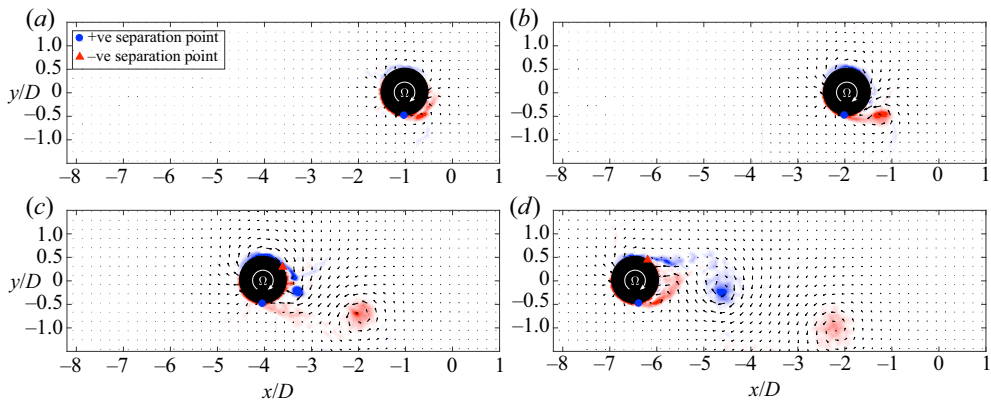 (a)
(b)
+ve separation point
–ve separation point
1.0
0.5
y/D 0
–0.5
–1.0
Ω
–8 –7 –6 –5 –4 –3 –2 –1 0 1
1.0
0.5
0
–0.5
–1.0
Ω
–8 –7 –6 –5 –4 –3 –2 –1 0 1
(c)
(d)
1.0
0.5
y/D 0
–0.5
–1.0
Ω
–8 –7 –6 –5 –4 –3 –2 –1 0 1
x/D
1.0
0.5
0
–0.5
–1.0
Ω
–8 –7 –6 –5 –4 –3 –2 –1 0 1
x/D